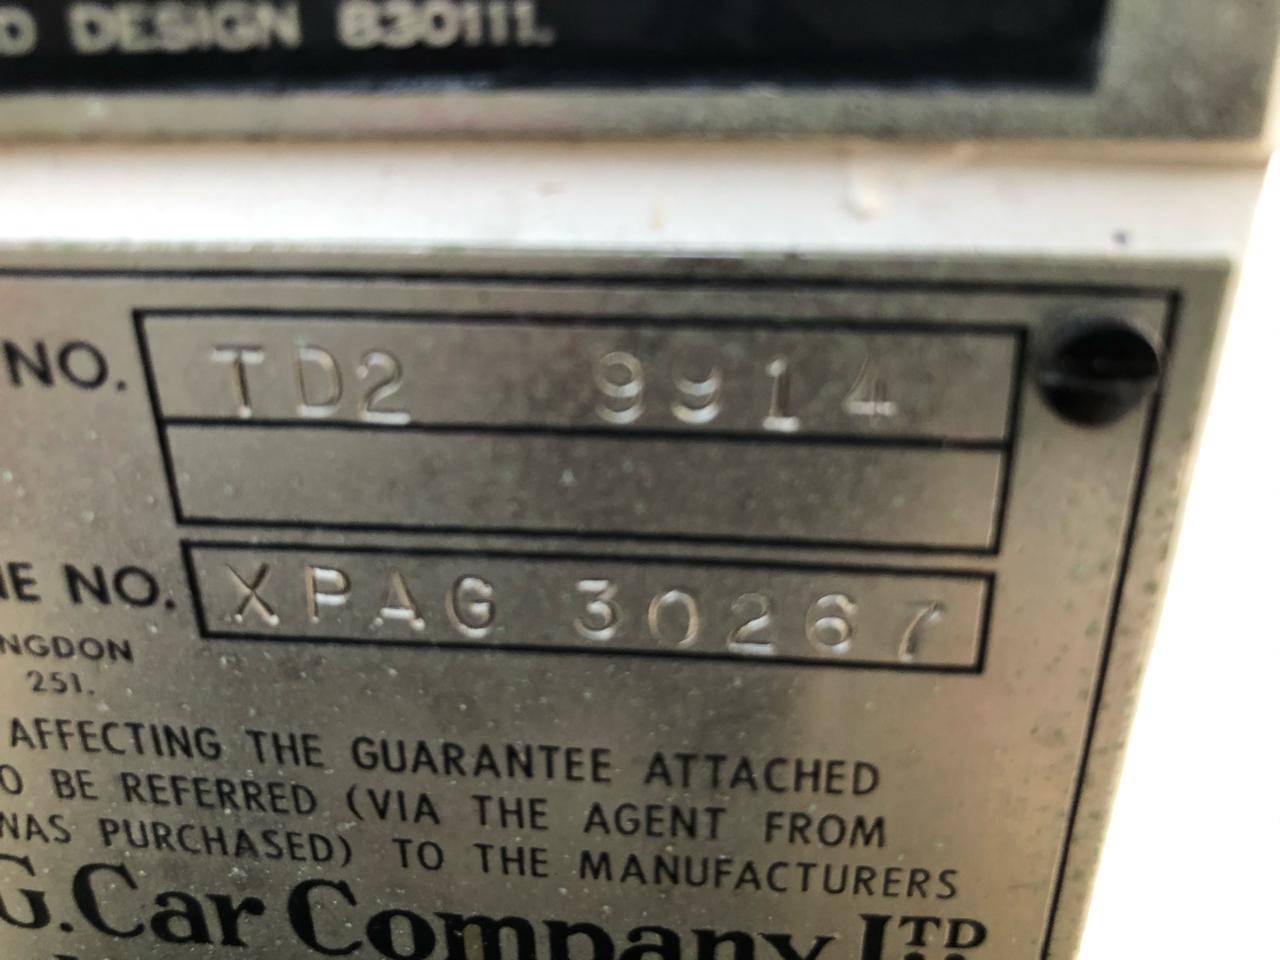 D DESIGN 830111.
NO. TD2 9914
NE NO. XPAG 30267
NGDON
251.
AFFECTING THE GUARANTEE ATTACHED
O BE REFERRED (VIA THE AGENT FROM
WAS PURCHASED) TO THE MANUFACTURERS
G. Car Company LTD